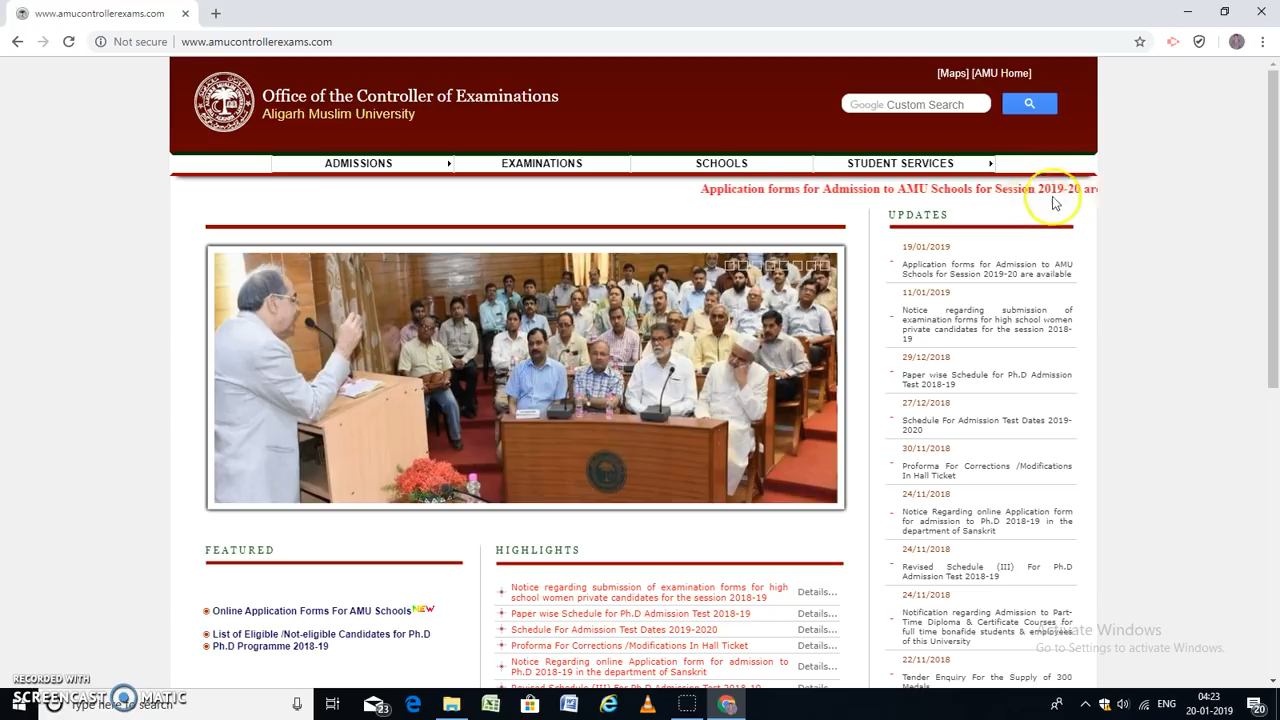 www.amucontrollerexams.com
Not secure
www.amucontrollerexams.com
[Maps] [AMU Home]
Office of the Controller of Examinations
Aligarh Muslim University
Google Custom Search
ADMISSIONS
EXAMINATIONS
SCHOOLS
STUDENT SERVICES
Application forms for Admission to AMU Schools for Session 2019-20 are
UPDATES
19/01/2019
Application forms for Admission to AMU
Schools for Session 2019-20 are available
11/01/2019
Notice regarding submission of
examination forms for high school women
private candidates for the session 2018-
19
29/12/2018
Paper wise Schedule for Ph.D Admission
Test 2018-19
27/12/2018
Schedule For Admission Test Dates 2019-
2020
30/11/2018
Proforma For Corrections /Modifications
In Hall Ticket
24/11/2018
Notice Regarding online Application form
for admission to Ph.D 2018-19 in the
department of Sanskrit
24/11/2018
Revised Schedule (III) For Ph.D
Admission Test 2018-19
24/11/2018
Notification regarding Admission to Part-
Time Diploma & Certificate Courses for
full time bonafide students & employees
of this University
22/11/2018
Tender Enquiry For the Supply of 300
Medals
FEATURED
Online Application Forms For AMU Schools NEW
List of Eligible /Not-eligible Candidates for Ph.D
Ph.D Programme 2018-19
HIGHLIGHTS
Notice regarding submission of examination forms for high
school women private candidates for the session 2018-19
Details...
Paper wise Schedule for Ph.D Admission Test 2018-19
Details...
Schedule For Admission Test Dates 2019-2020
Details...
Proforma For Corrections /Modifications In Hall Ticket
Details...
Notice Regarding online Application form for admission to
Ph.D 2018-19 in the department of Sanskrit
Details...
Revised Schedule (III) For Ph.D Admission Test 2018-19
Activate Windows
Go to Settings to activate Windows.
RECORDED WITH
SCREENCAST MATIC
Type here to search
23
ENG
04:23
20-01-2019
20